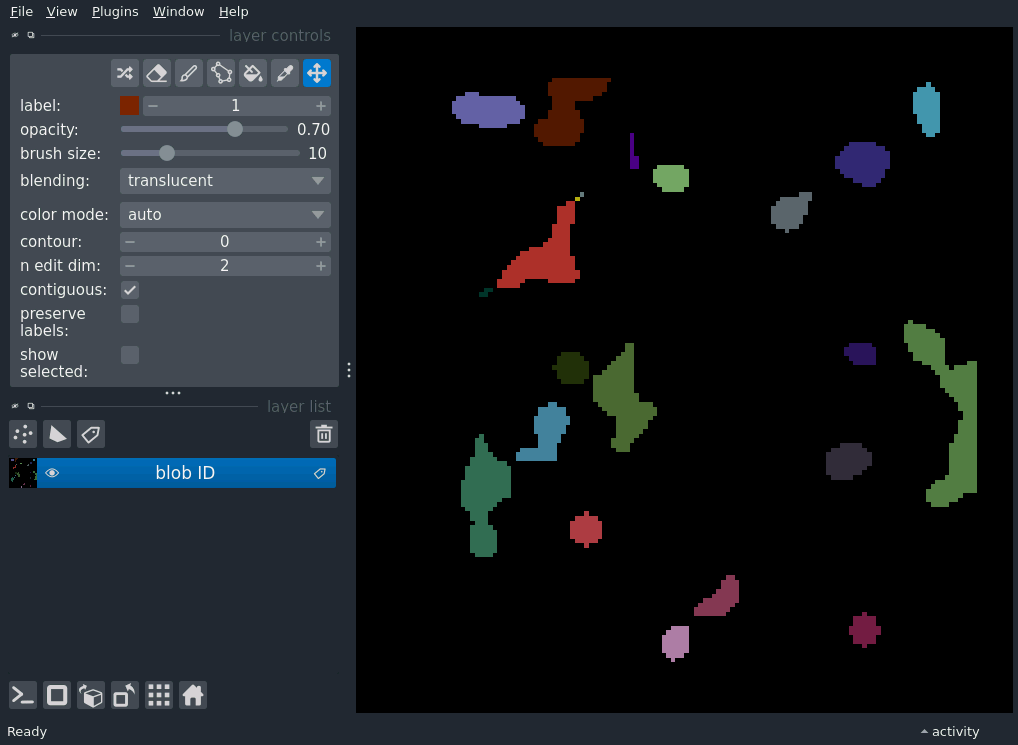 File View Plugins Window Help
layer controls
label: 1
opacity: 0.70
brush size: 10
blending: translucent
color mode: auto
contour: 0
n edit dim: 2
contiguous:
preserve
labels:
show
selected:
layer list
blob ID
Ready
activity